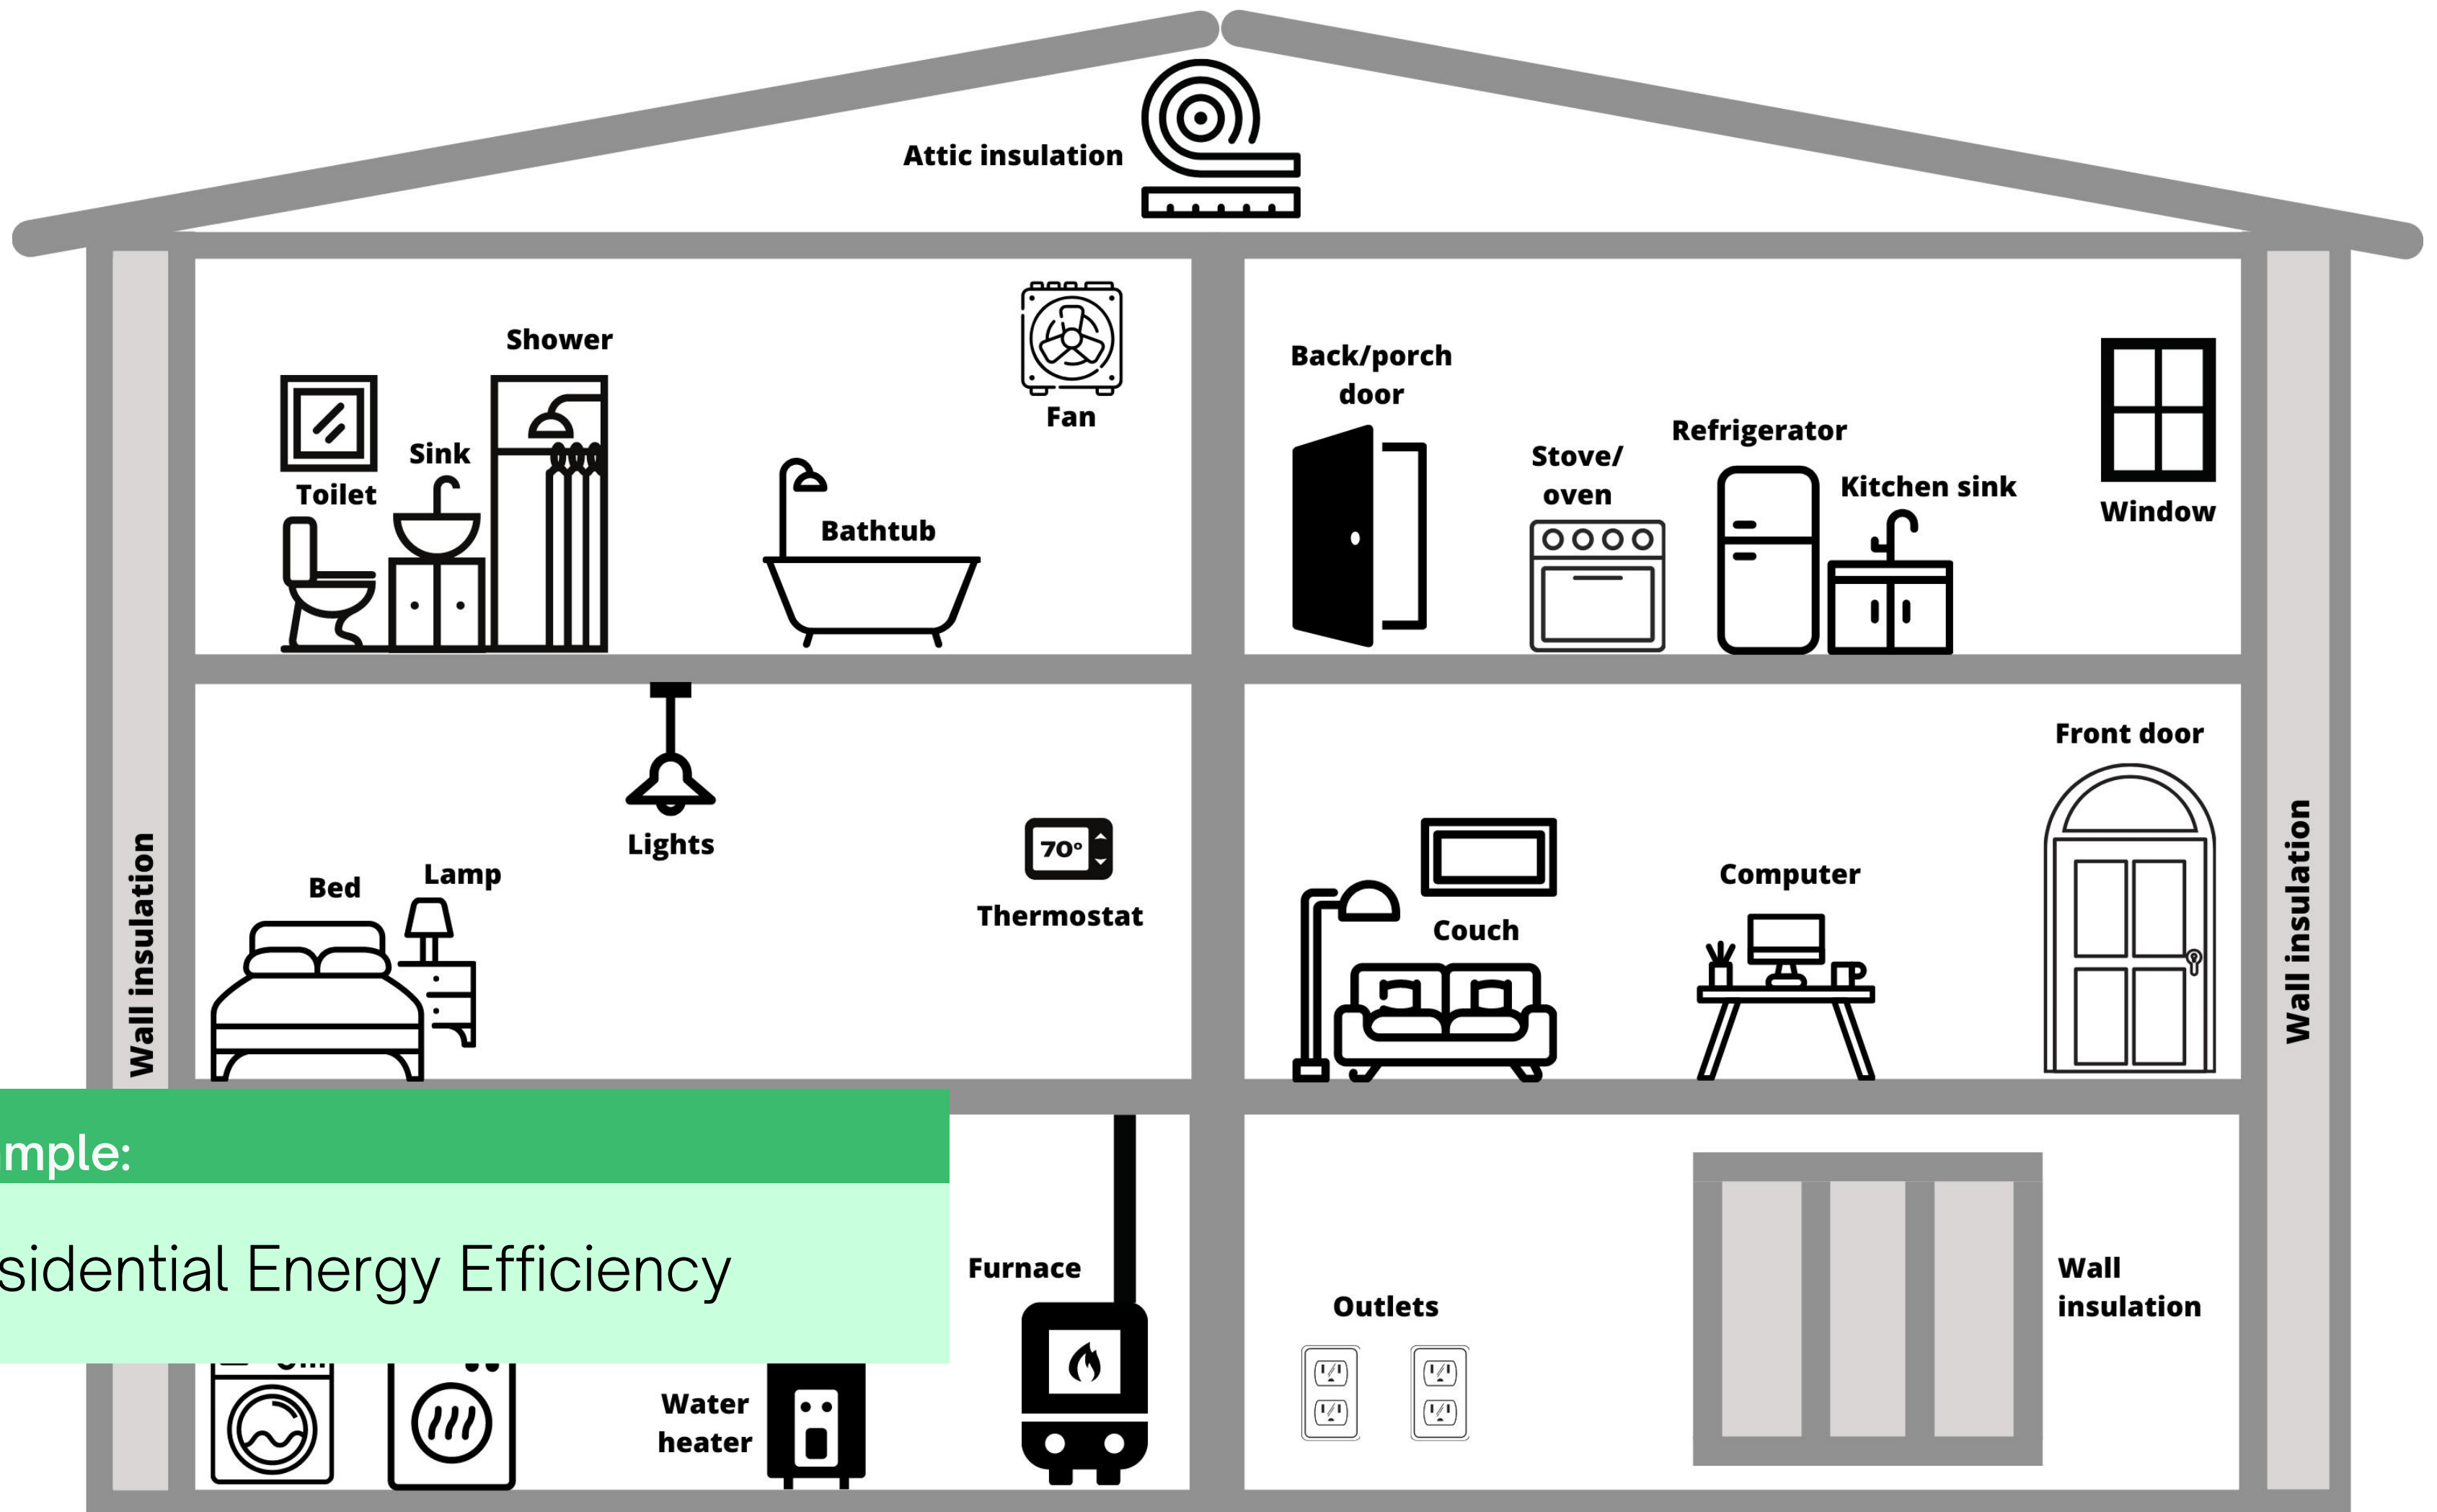 Attic insulation
Shower
Fan
Sink
Toilet
Bathtub
Back/porch
door
Stove/
oven
Refrigerator
Kitchen sink
Window
Wall insulation
Lights
Bed
Lamp
70°
Thermostat
Couch
Computer
Front door
Wall insulation
mple:
sidential Energy Efficiency
Furnace
Water
heater
Outlets
Wall
insulation